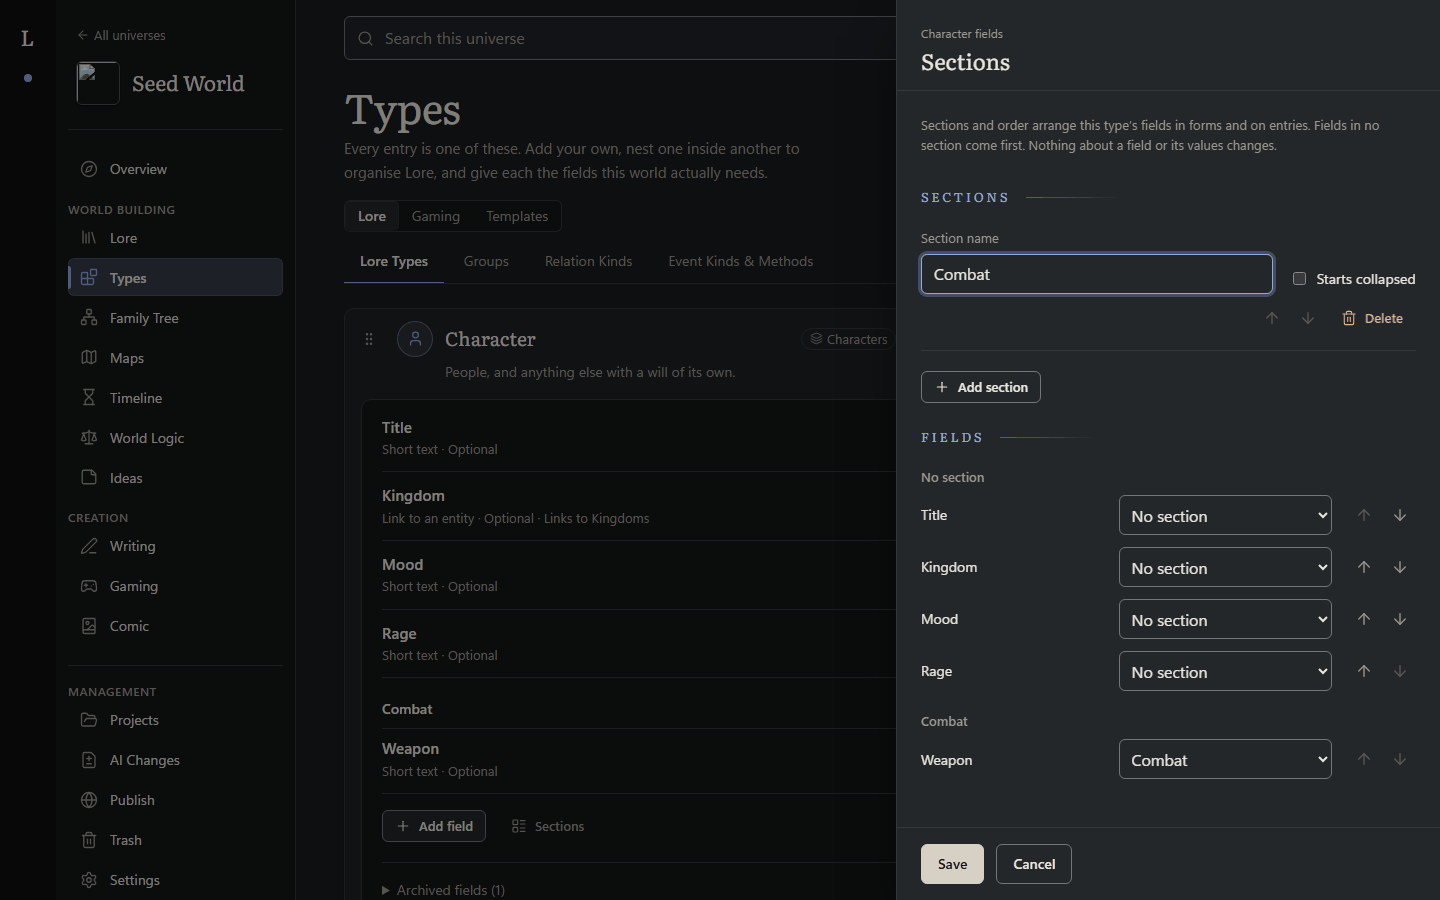 L
All universes
Seed World
Overview
WORLD BUILDING
Lore
Types
Family Tree
Maps
Timeline
World Logic
Ideas
CREATION
Writing
Gaming
Comic
MANAGEMENT
Projects
AI Changes
Publish
Trash
Settings
Search this universe
Types
Every entry is one of these. Add your own, nest one inside another to
organise Lore, and give each the fields this world actually needs.
Lore Gaming Templates
Lore Types Groups Relation Kinds Event Kinds & Methods
Character Characters
People, and anything else with a will of its own.
Title
Short text · Optional
Kingdom
Link to an entity · Optional · Links to Kingdoms
Mood
Short text · Optional
Rage
Short text · Optional
Combat
Weapon
Short text · Optional
Add field Sections
Archived fields (1)
Character fields
Sections
Sections and order arrange this type's fields in forms and on entries. Fields in no
section come first. Nothing about a field or its values changes.
SECTIONS
Section name
Combat Starts collapsed
Delete
Add section
FIELDS
No section
Title No section
Kingdom No section
Mood No section
Rage No section
Combat
Weapon Combat
Save Cancel